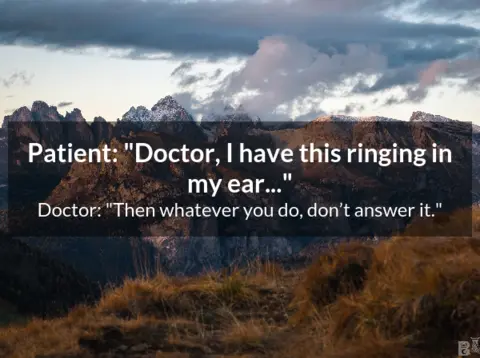 Patient: "Doctor, I have this ringing in
my ear..."
Doctor: "Then whatever you do, don’t answer it."